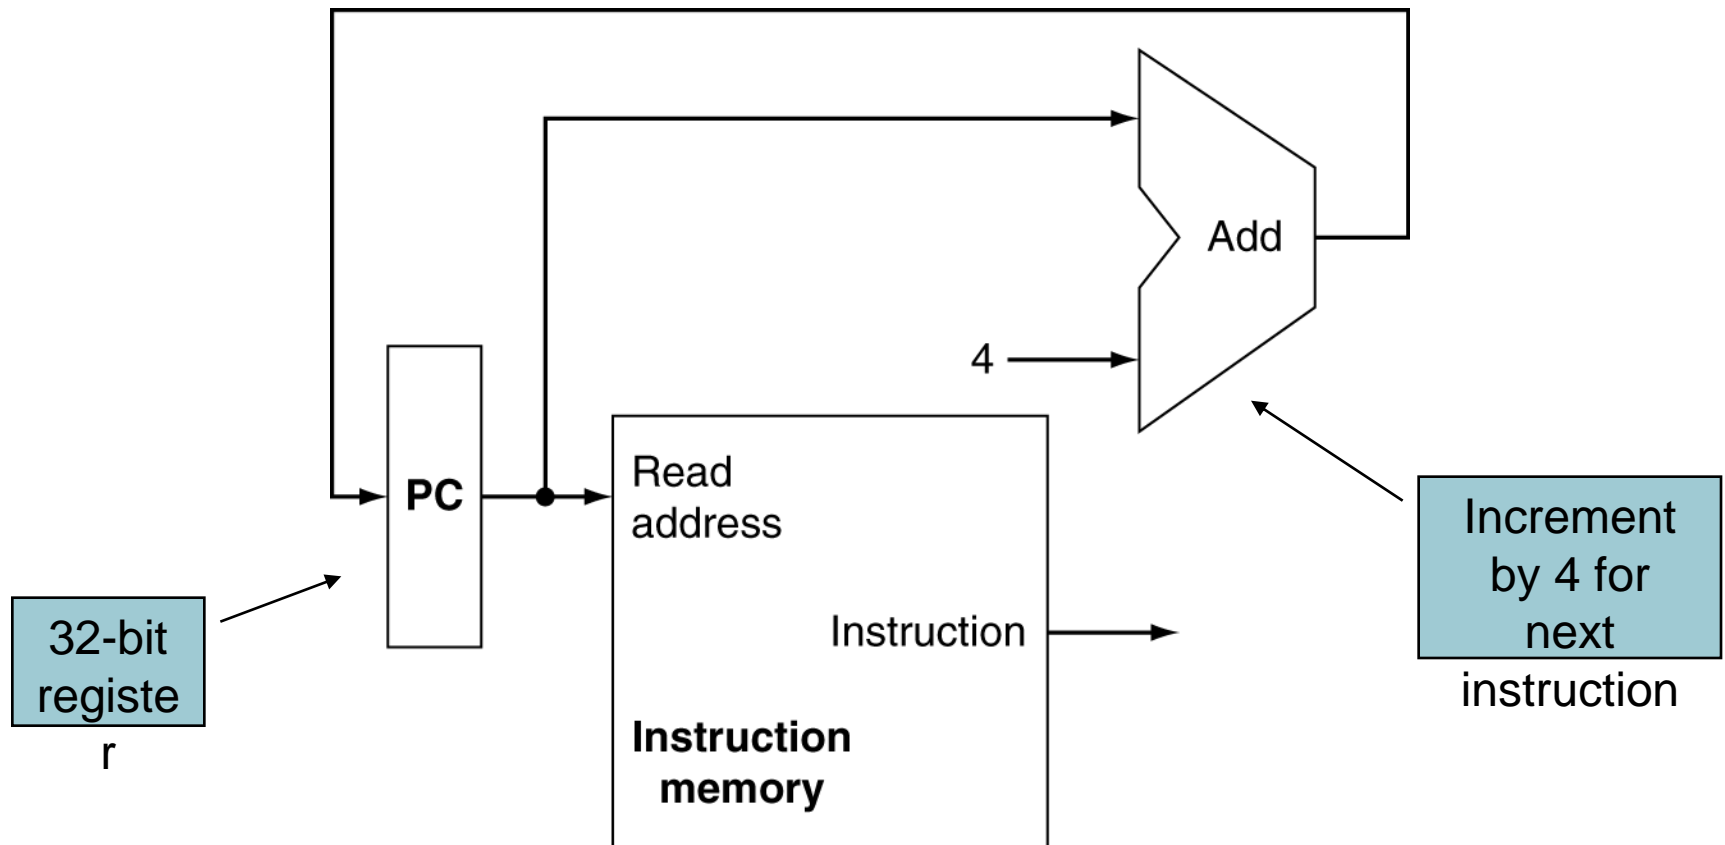 Add
4
PC
Read
address
Instruction
Instruction
memory
32-bit
registe
r
Increment
by 4 for
next
instruction